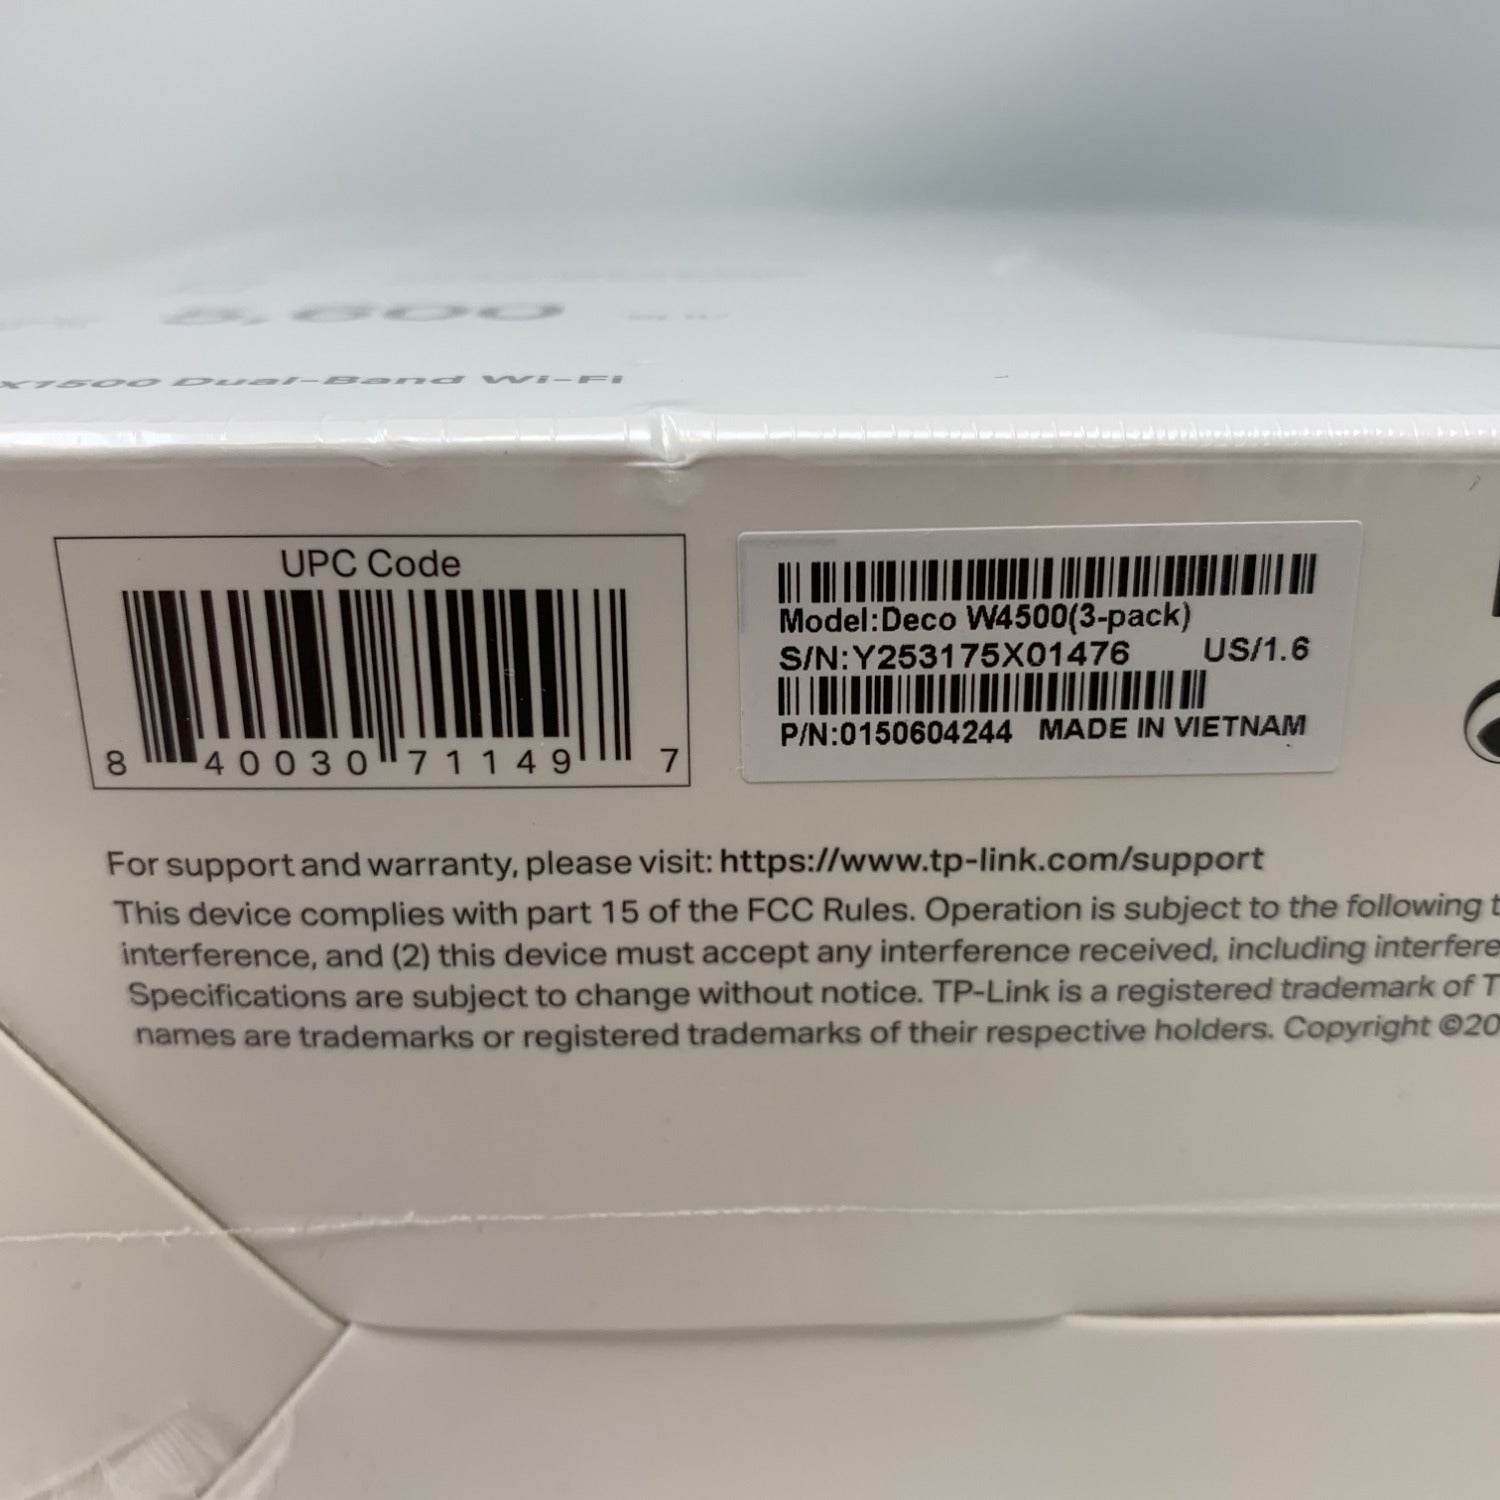 5,600
X1500 Dual-Band Wi-Fi
UPC Code
8 40030 71149 7
Model:Deco W4500(3-pack)
S/N:Y253175X01476 US/1.6
P/N:0150604244 MADE IN VIETNAM
For support and warranty, please visit: https://www.tp-link.com/support
This device complies with part 15 of the FCC Rules. Operation is subject to the following
interference, and (2) this device must accept any interference received, including
Specifications are subject to change without notice. TP-Link is a registered trademark of
names are trademarks or registered trademarks of their respective holders. Copyright ©20